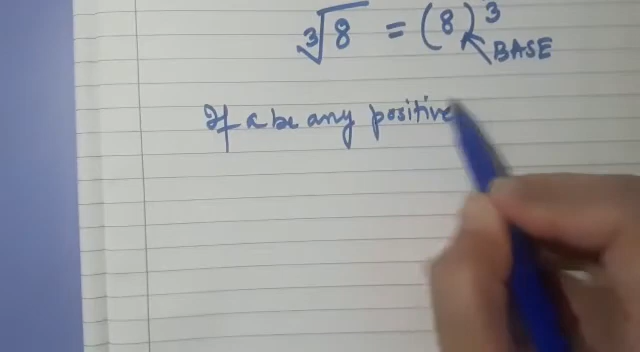 ∛8 = (8)³
BASE
If a be any positive